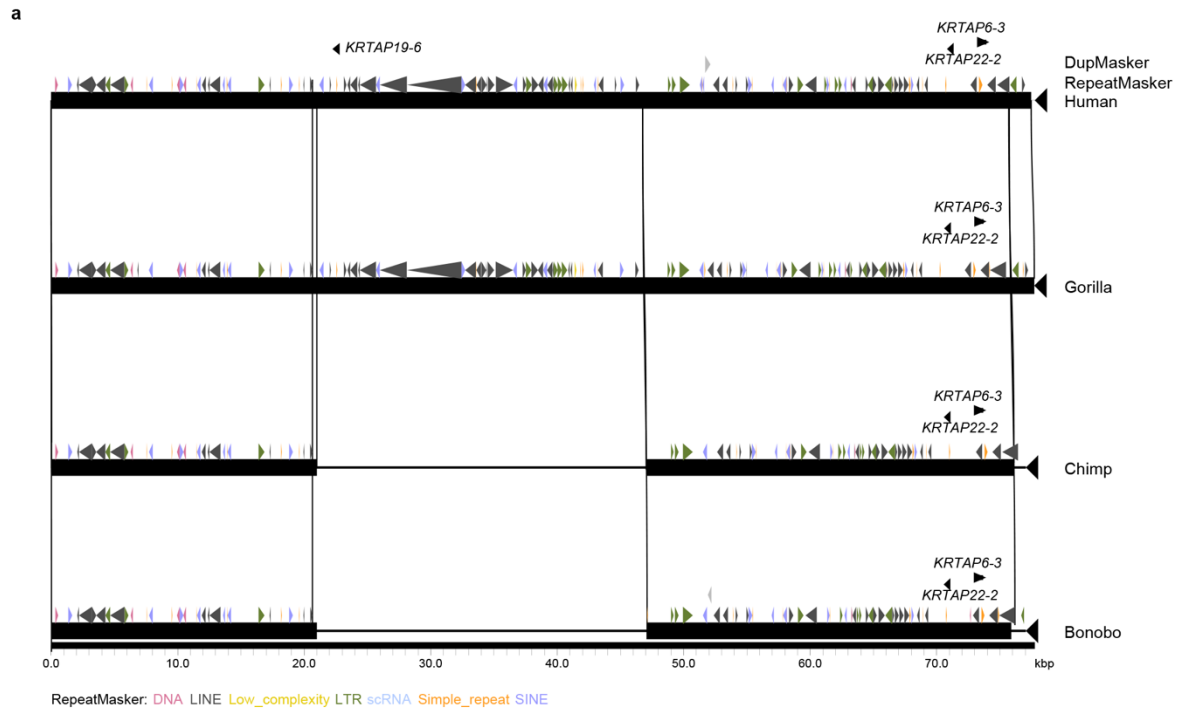 a
KRTAP19-6
KRTAP6-3
KRTAP22-2
DupMasker
RepeatMasker
Human
KRTAP6-3
KRTAP22-2
Gorilla
KRTAP6-3
KRTAP22-2
Chimp
KRTAP6-3
KRTAP22-2
Bonobo
0.0 10.0 20.0 30.0 40.0 50.0 60.0 70.0 kbp
RepeatMasker: DNA LINE Low_complexity LTR scRNA Simple_repeat SINE